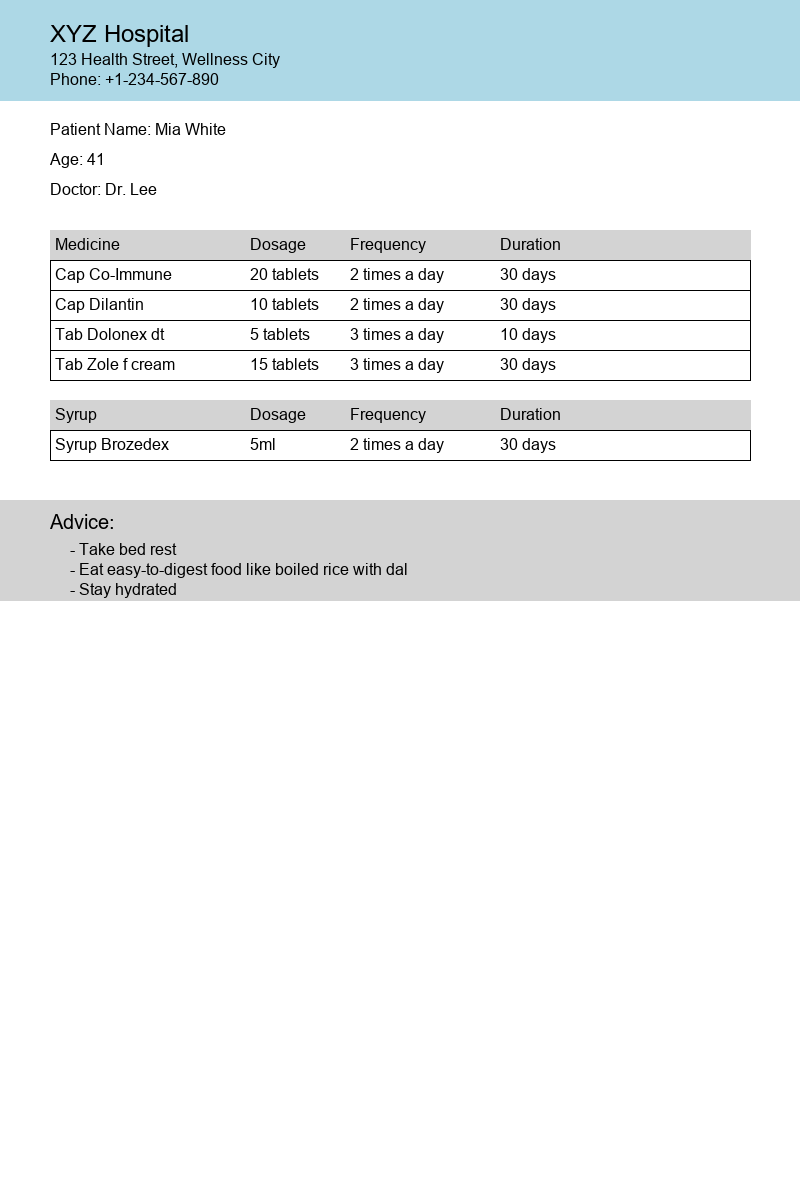 XYZ Hospital
123 Health Street, Wellness City
Phone: +1-234-567-890
Patient Name: Mia White
Age: 41
Doctor: Dr. Lee
Medicine Dosage Frequency Duration
Cap Co-Immune 20 tablets 2 times a day 30 days
Cap Dilantin 10 tablets 2 times a day 30 days
Tab Dolonex dt 5 tablets 3 times a day 10 days
Tab Zole f cream 15 tablets 3 times a day 30 days
Syrup Dosage Frequency Duration
Syrup Brozedex 5ml 2 times a day 30 days
Advice:
- Take bed rest
- Eat easy-to-digest food like boiled rice with dal
- Stay hydrated